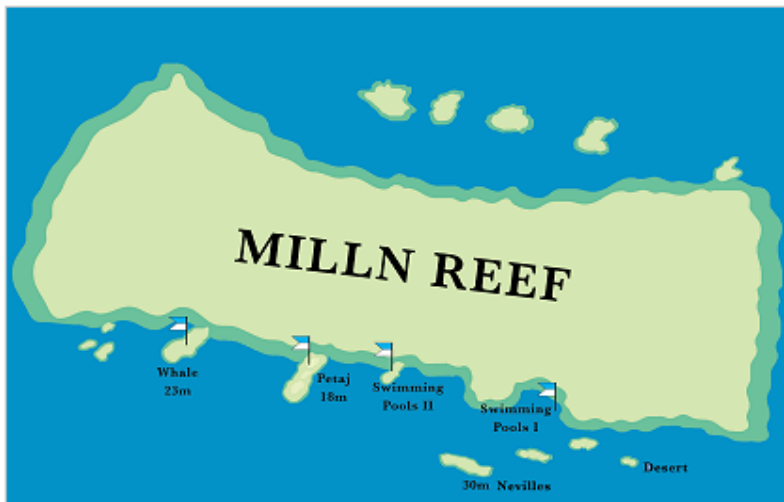 MILLN REEF
Whale
23m
Petaj
18m
Swimming
Pools II
Swimming
Pools I
30m Nevilles
Desert